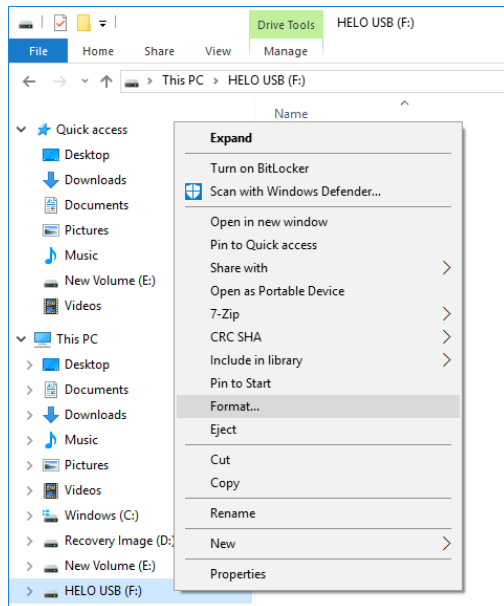 Drive Tools HELO USB (F:)
File Home Share View Manage
This PC > HELO USB (F:)
Name
Quick access
Desktop
Downloads
Documents
Pictures
Music
New Volume (E:)
Videos
This PC
Desktop
Documents
Downloads
Music
Pictures
Videos
Windows (C:)
Recovery Image (D:)
New Volume (E:)
HELO USB (F:)
Expand
Turn on BitLocker
Scan with Windows Defender...
Open in new window
Pin to Quick access
Share with
Open as Portable Device
7-Zip
CRC SHA
Include in library
Pin to Start
Format...
Eject
Cut
Copy
Rename
New
Properties